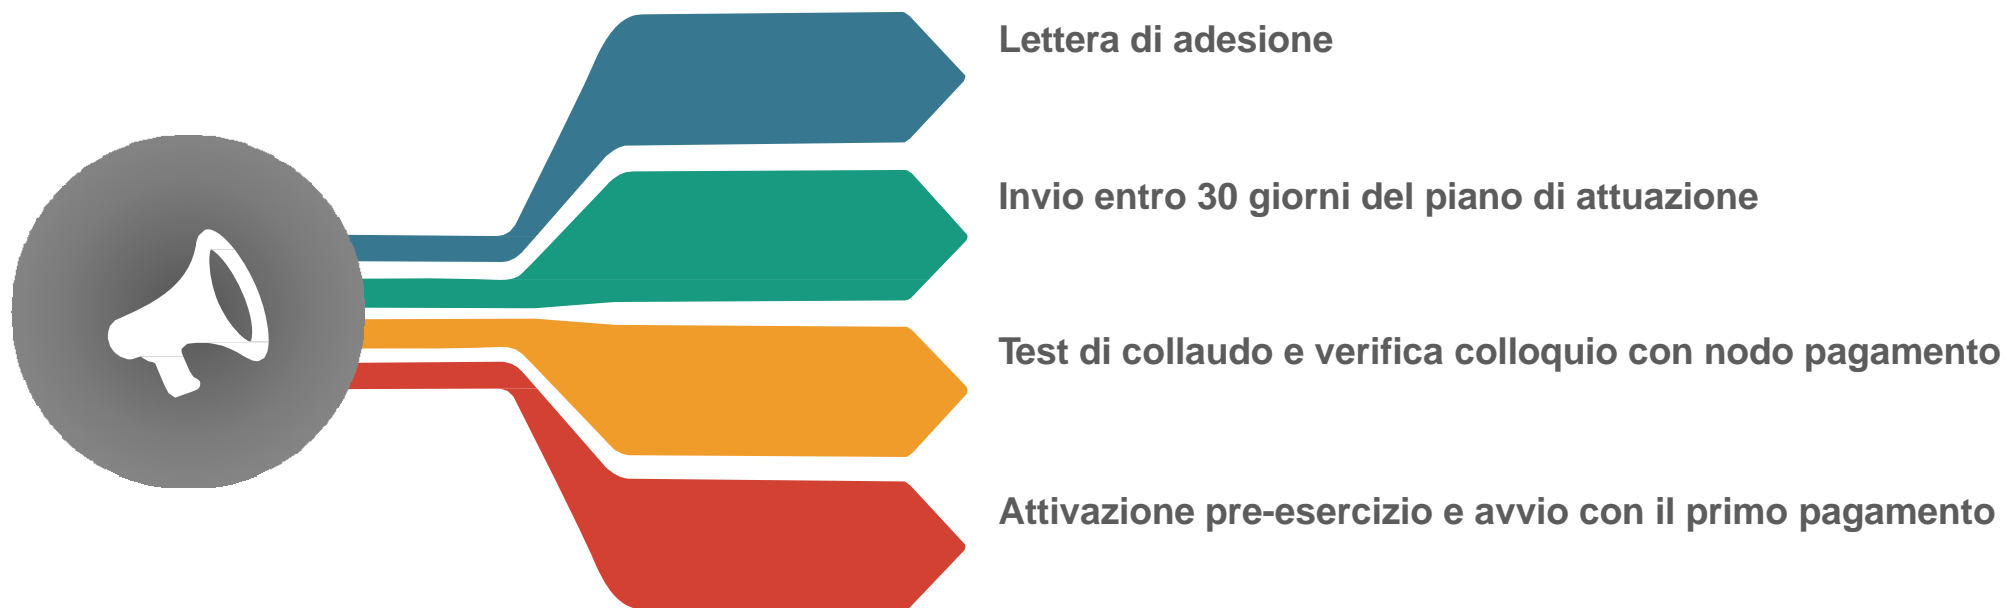 Lettera di adesione
Invio entro 30 giorni del piano di attuazione
Test di collaudo e verifica colloquio con nodo pagamento
Attivazione pre-esercizio e avvio con il primo pagamento